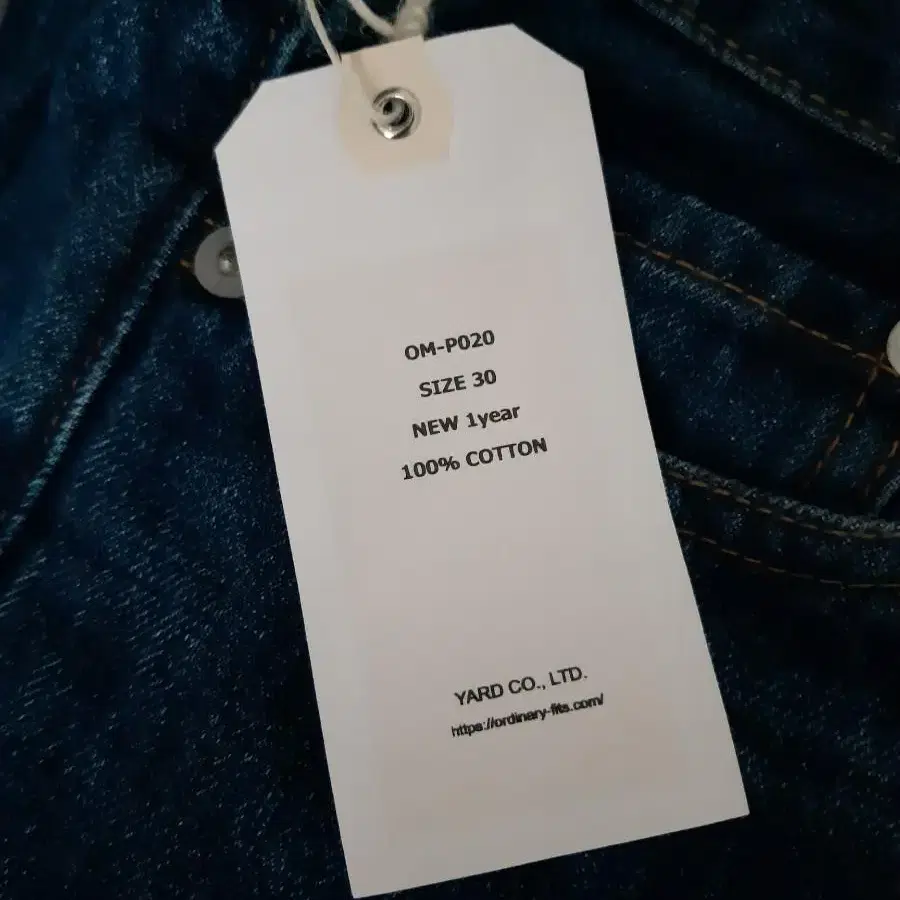 OM-P020
SIZE 30
NEW 1year
100% COTTON
YARD CO., LTD.
https://ordinary-fits.com/